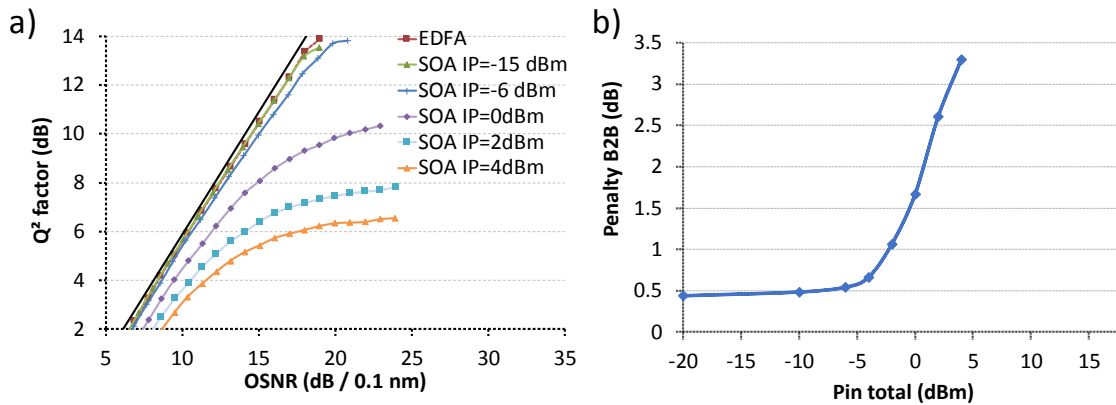 a)
14
12
10
8
6
4
2
Q² factor (dB)
5
10
15
20
25
30
35
OSNR (dB / 0.1 nm)
EDFA
SOA IP=-15 dBm
SOA IP=-6 dBm
SOA IP=0dBm
SOA IP=2dBm
SOA IP=4dBm
b)
3.5
3
2.5
2
1.5
1
0.5
0
Penalty B2B (dB)
-20
-15
-10
-5
0
5
10
15
Pin total (dBm)